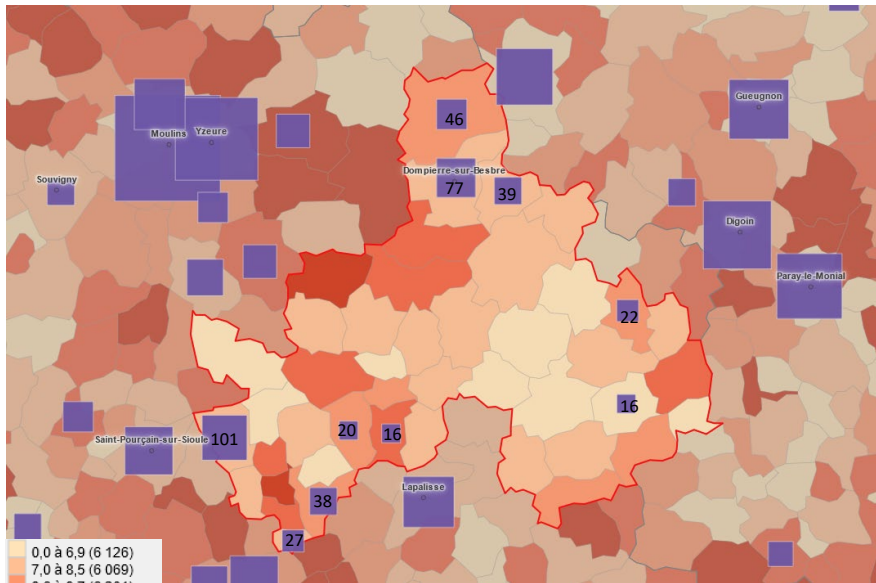 Gueugnon
46
Moulins
Yzeure
Dompierre-sur-Besbre
77
39
Souvigny
Digoin
Paray-le-Monial
22
16
20
16
101
Saint-Pourçain-sur-Sioule
Lapalisse
38
27
0,0 à 6,9 (6 126)
7,0 à 8,5 (6 069)